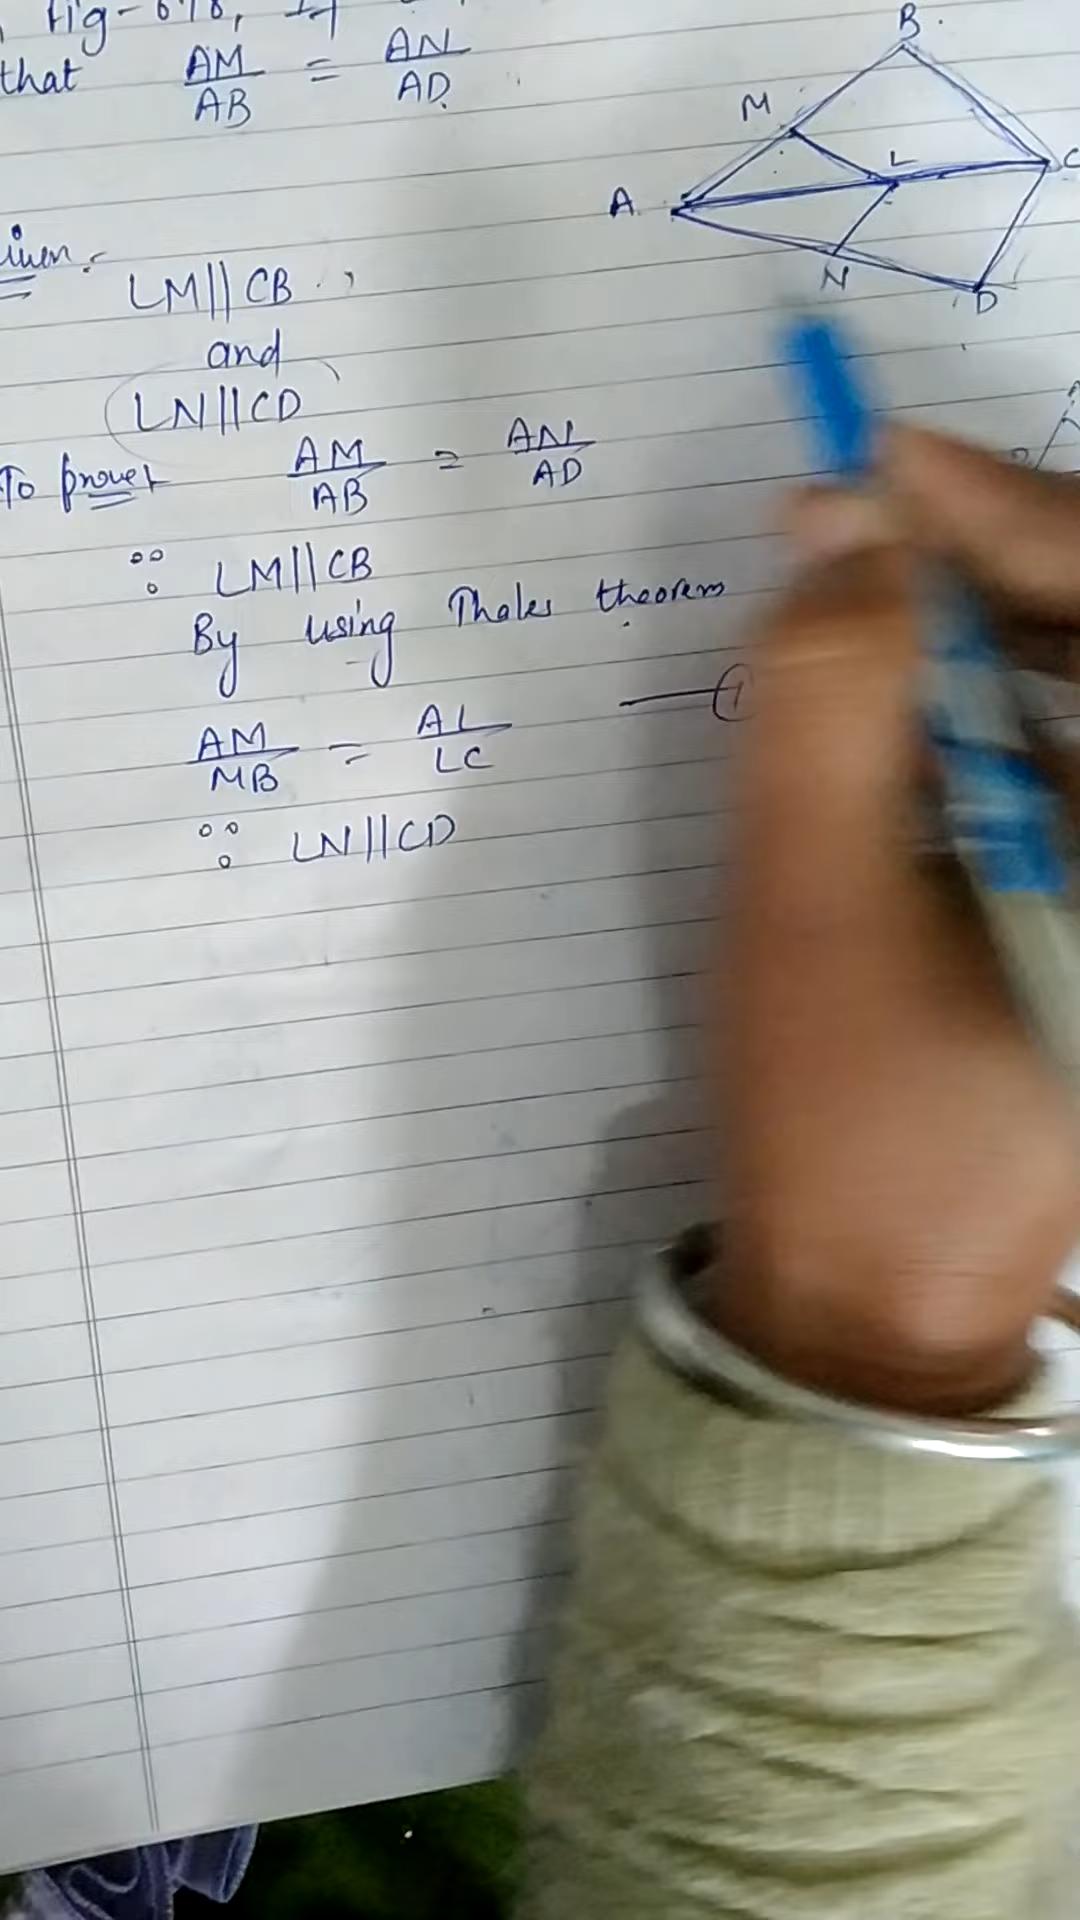 Fig-
that AM/AB = AN/AD.
B
M
L
C
A
N
D
LM||CB ,
and
LN||CD
To prove AM/AB = AN/AD
∵ LM||CB
By using Thales theorem
AM/MB = AL/LC —(1
∵ LN||CD